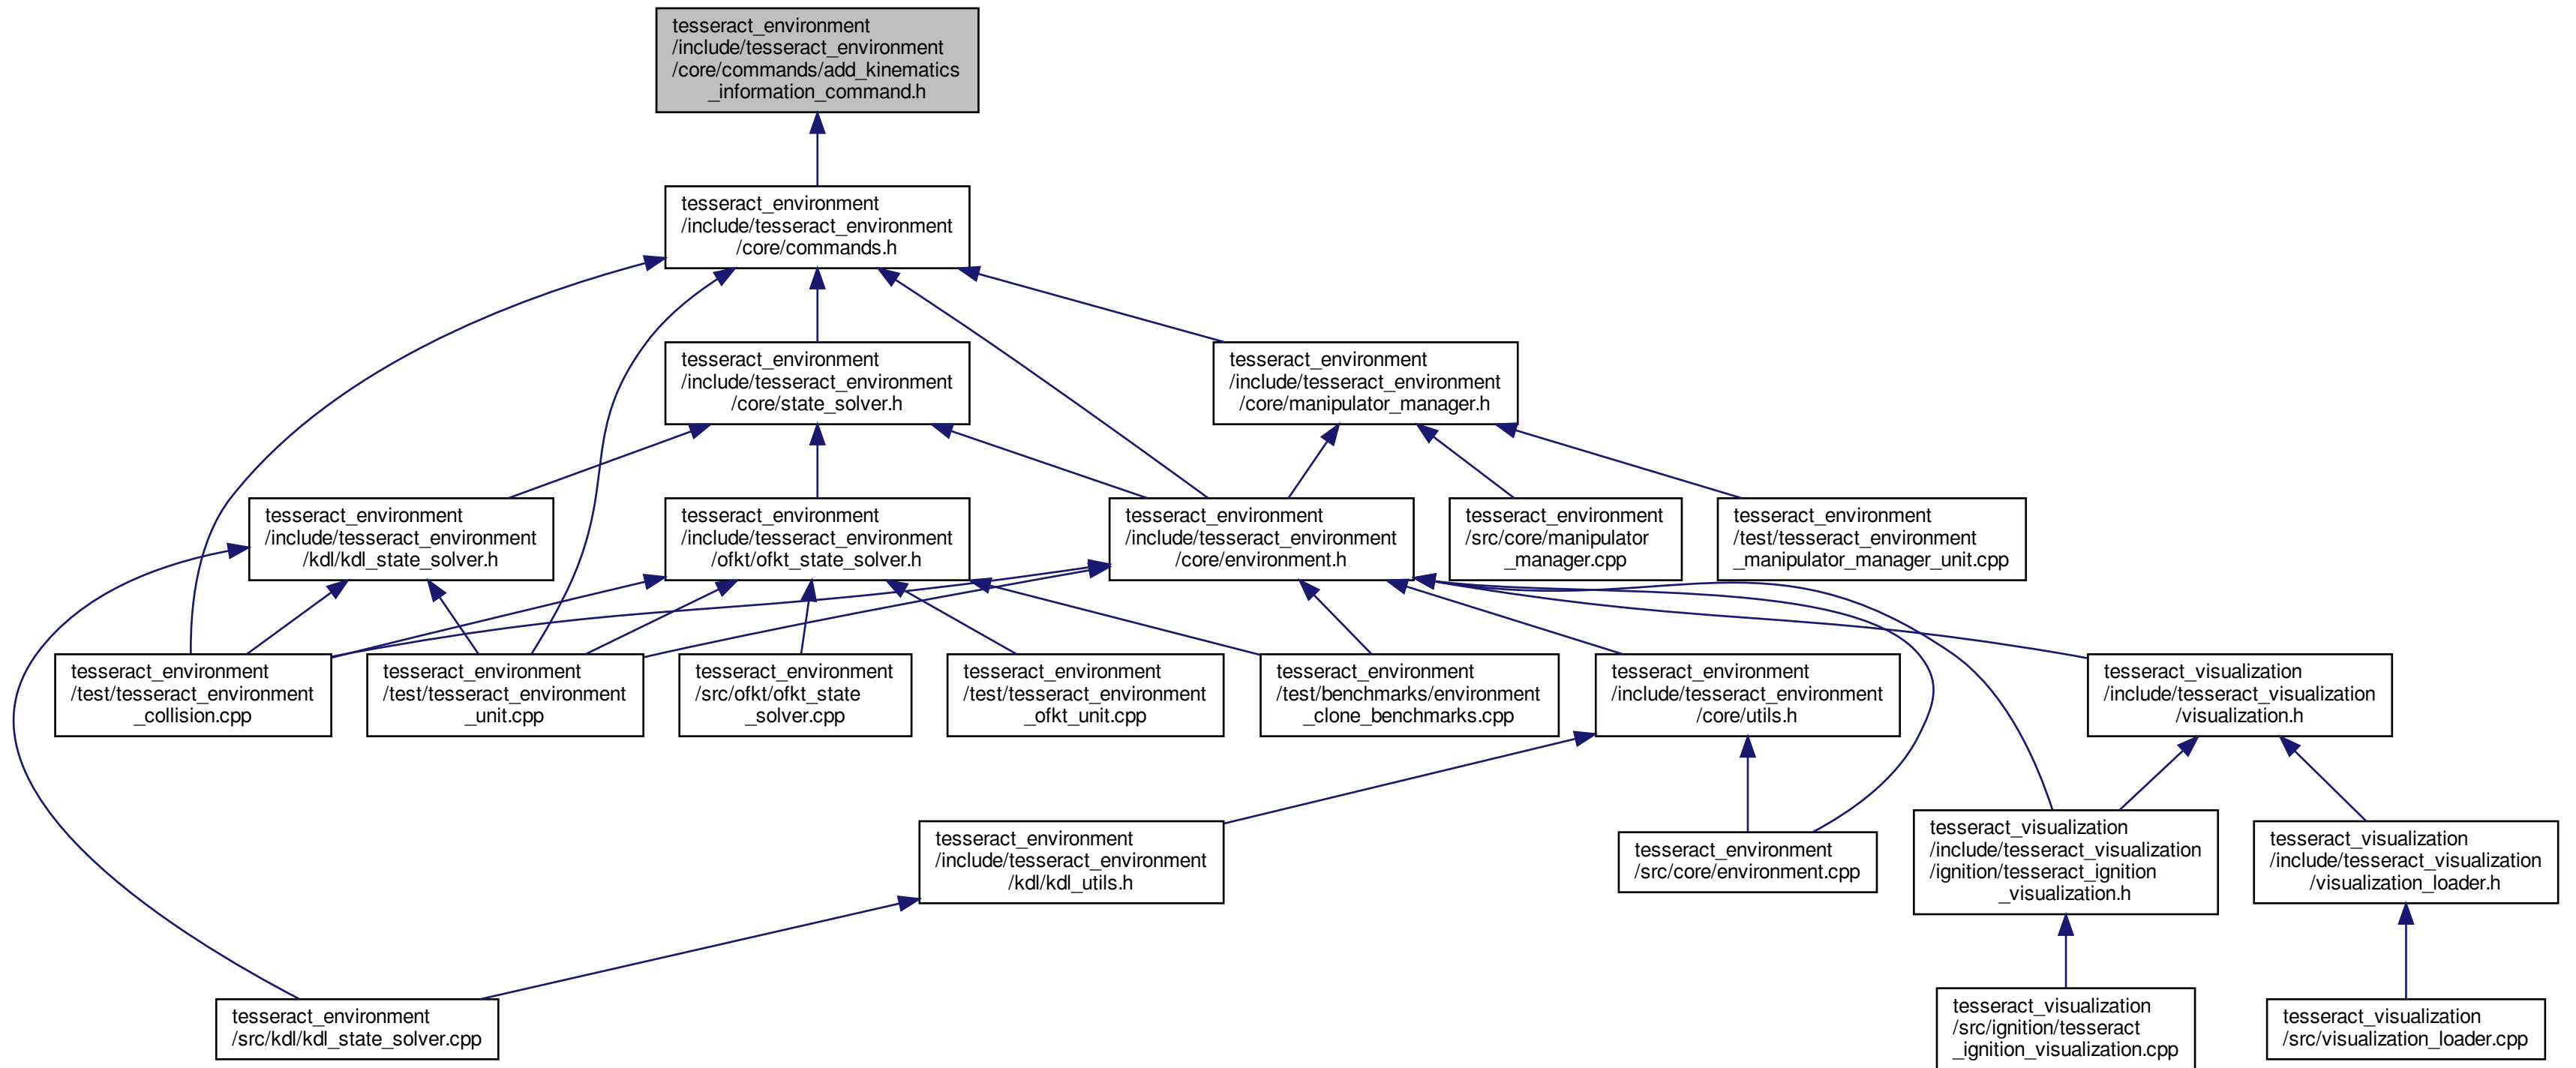 tesseract_environment
/include/tesseract_environment
/core/commands/add_kinematics
_information_command.h
tesseract_environment
/include/tesseract_environment
/core/commands.h
tesseract_environment
/include/tesseract_environment
/core/state_solver.h
tesseract_environment
/include/tesseract_environment
/core/manipulator_manager.h
tesseract_environment
/include/tesseract_environment
/kdl/kdl_state_solver.h
tesseract_environment
/include/tesseract_environment
/ofkt/ofkt_state_solver.h
tesseract_environment
/include/tesseract_environment
/core/environment.h
tesseract_environment
/src/core/manipulator
_manager.cpp
tesseract_environment
/test/tesseract_environment
_manipulator_manager_unit.cpp
tesseract_environment
/test/tesseract_environment
_collision.cpp
tesseract_environment
/test/tesseract_environment
_unit.cpp
tesseract_environment
/src/ofkt/ofkt_state
_solver.cpp
tesseract_environment
/test/tesseract_environment
_ofkt_unit.cpp
tesseract_environment
/test/benchmarks/environment
_clone_benchmarks.cpp
tesseract_environment
/include/tesseract_environment
/core/utils.h
tesseract_visualization
/include/tesseract_visualization
/visualization.h
tesseract_environment
/include/tesseract_environment
/kdl/kdl_utils.h
tesseract_environment
/src/core/environment.cpp
tesseract_visualization
/include/tesseract_visualization
/ignition/tesseract_ignition
_visualization.h
tesseract_visualization
/include/tesseract_visualization
/visualization_loader.h
tesseract_environment
/src/kdl/kdl_state_solver.cpp
tesseract_visualization
/src/ignition/tesseract
_ignition_visualization.cpp
tesseract_visualization
/src/visualization_loader.cpp